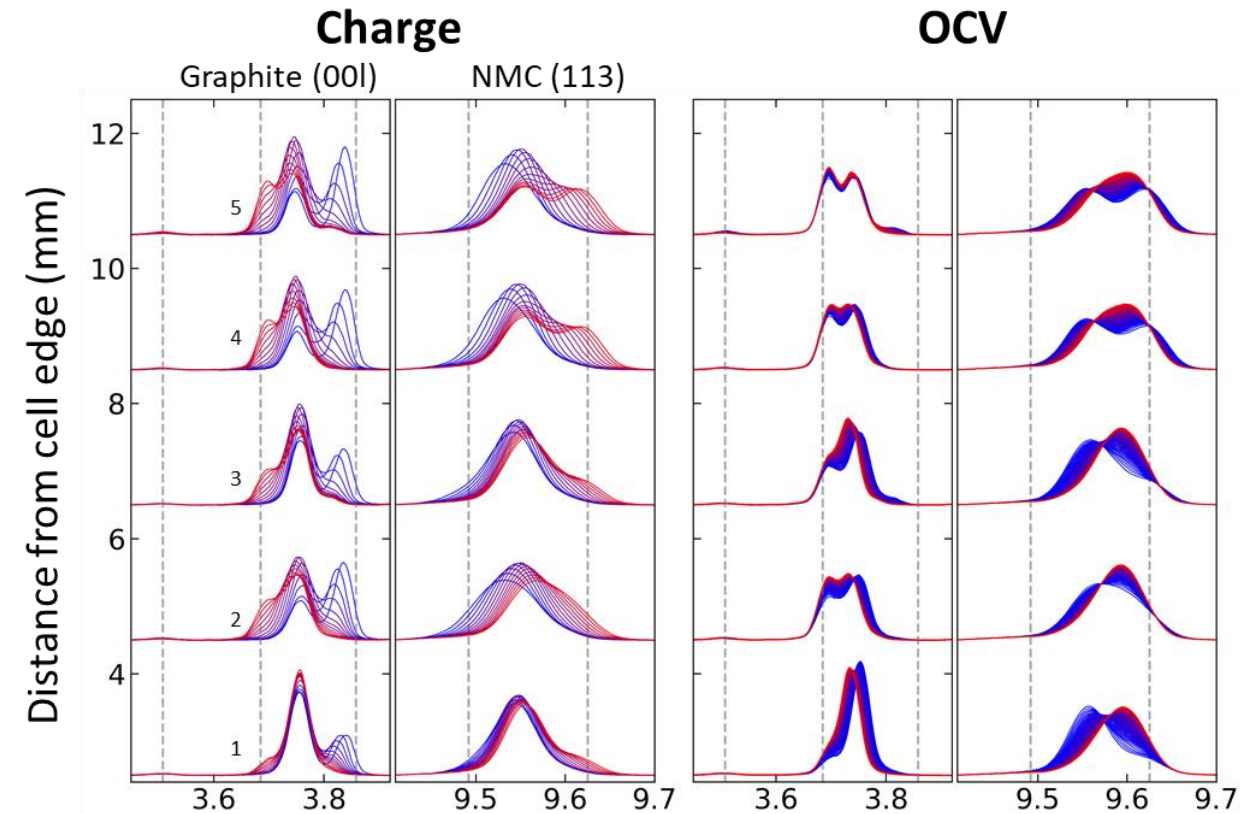 Charge OCV
Graphite (00l) NMC (113)
Distance from cell edge (mm)
12
10
8
6
4
5
4
3
2
1
3.6 3.8 9.5 9.6 9.7 3.6 3.8 9.5 9.6 9.7